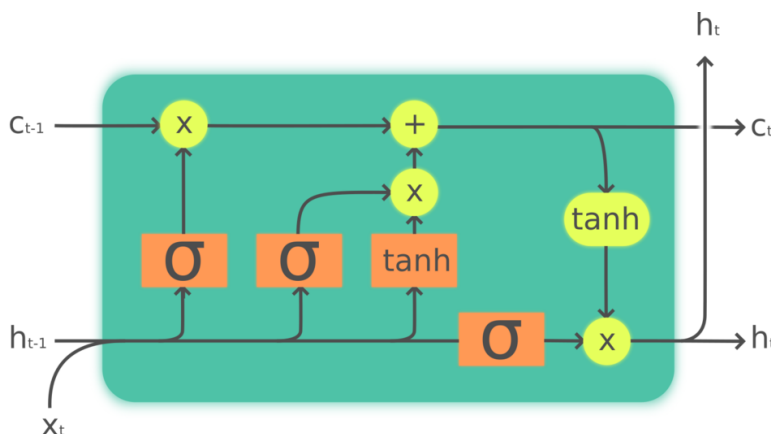 hₜ
cₜ₋₁
x
+
cₜ
x
tanh
σ
σ
tanh
hₜ₋₁
σ
x
hₜ
xₜ